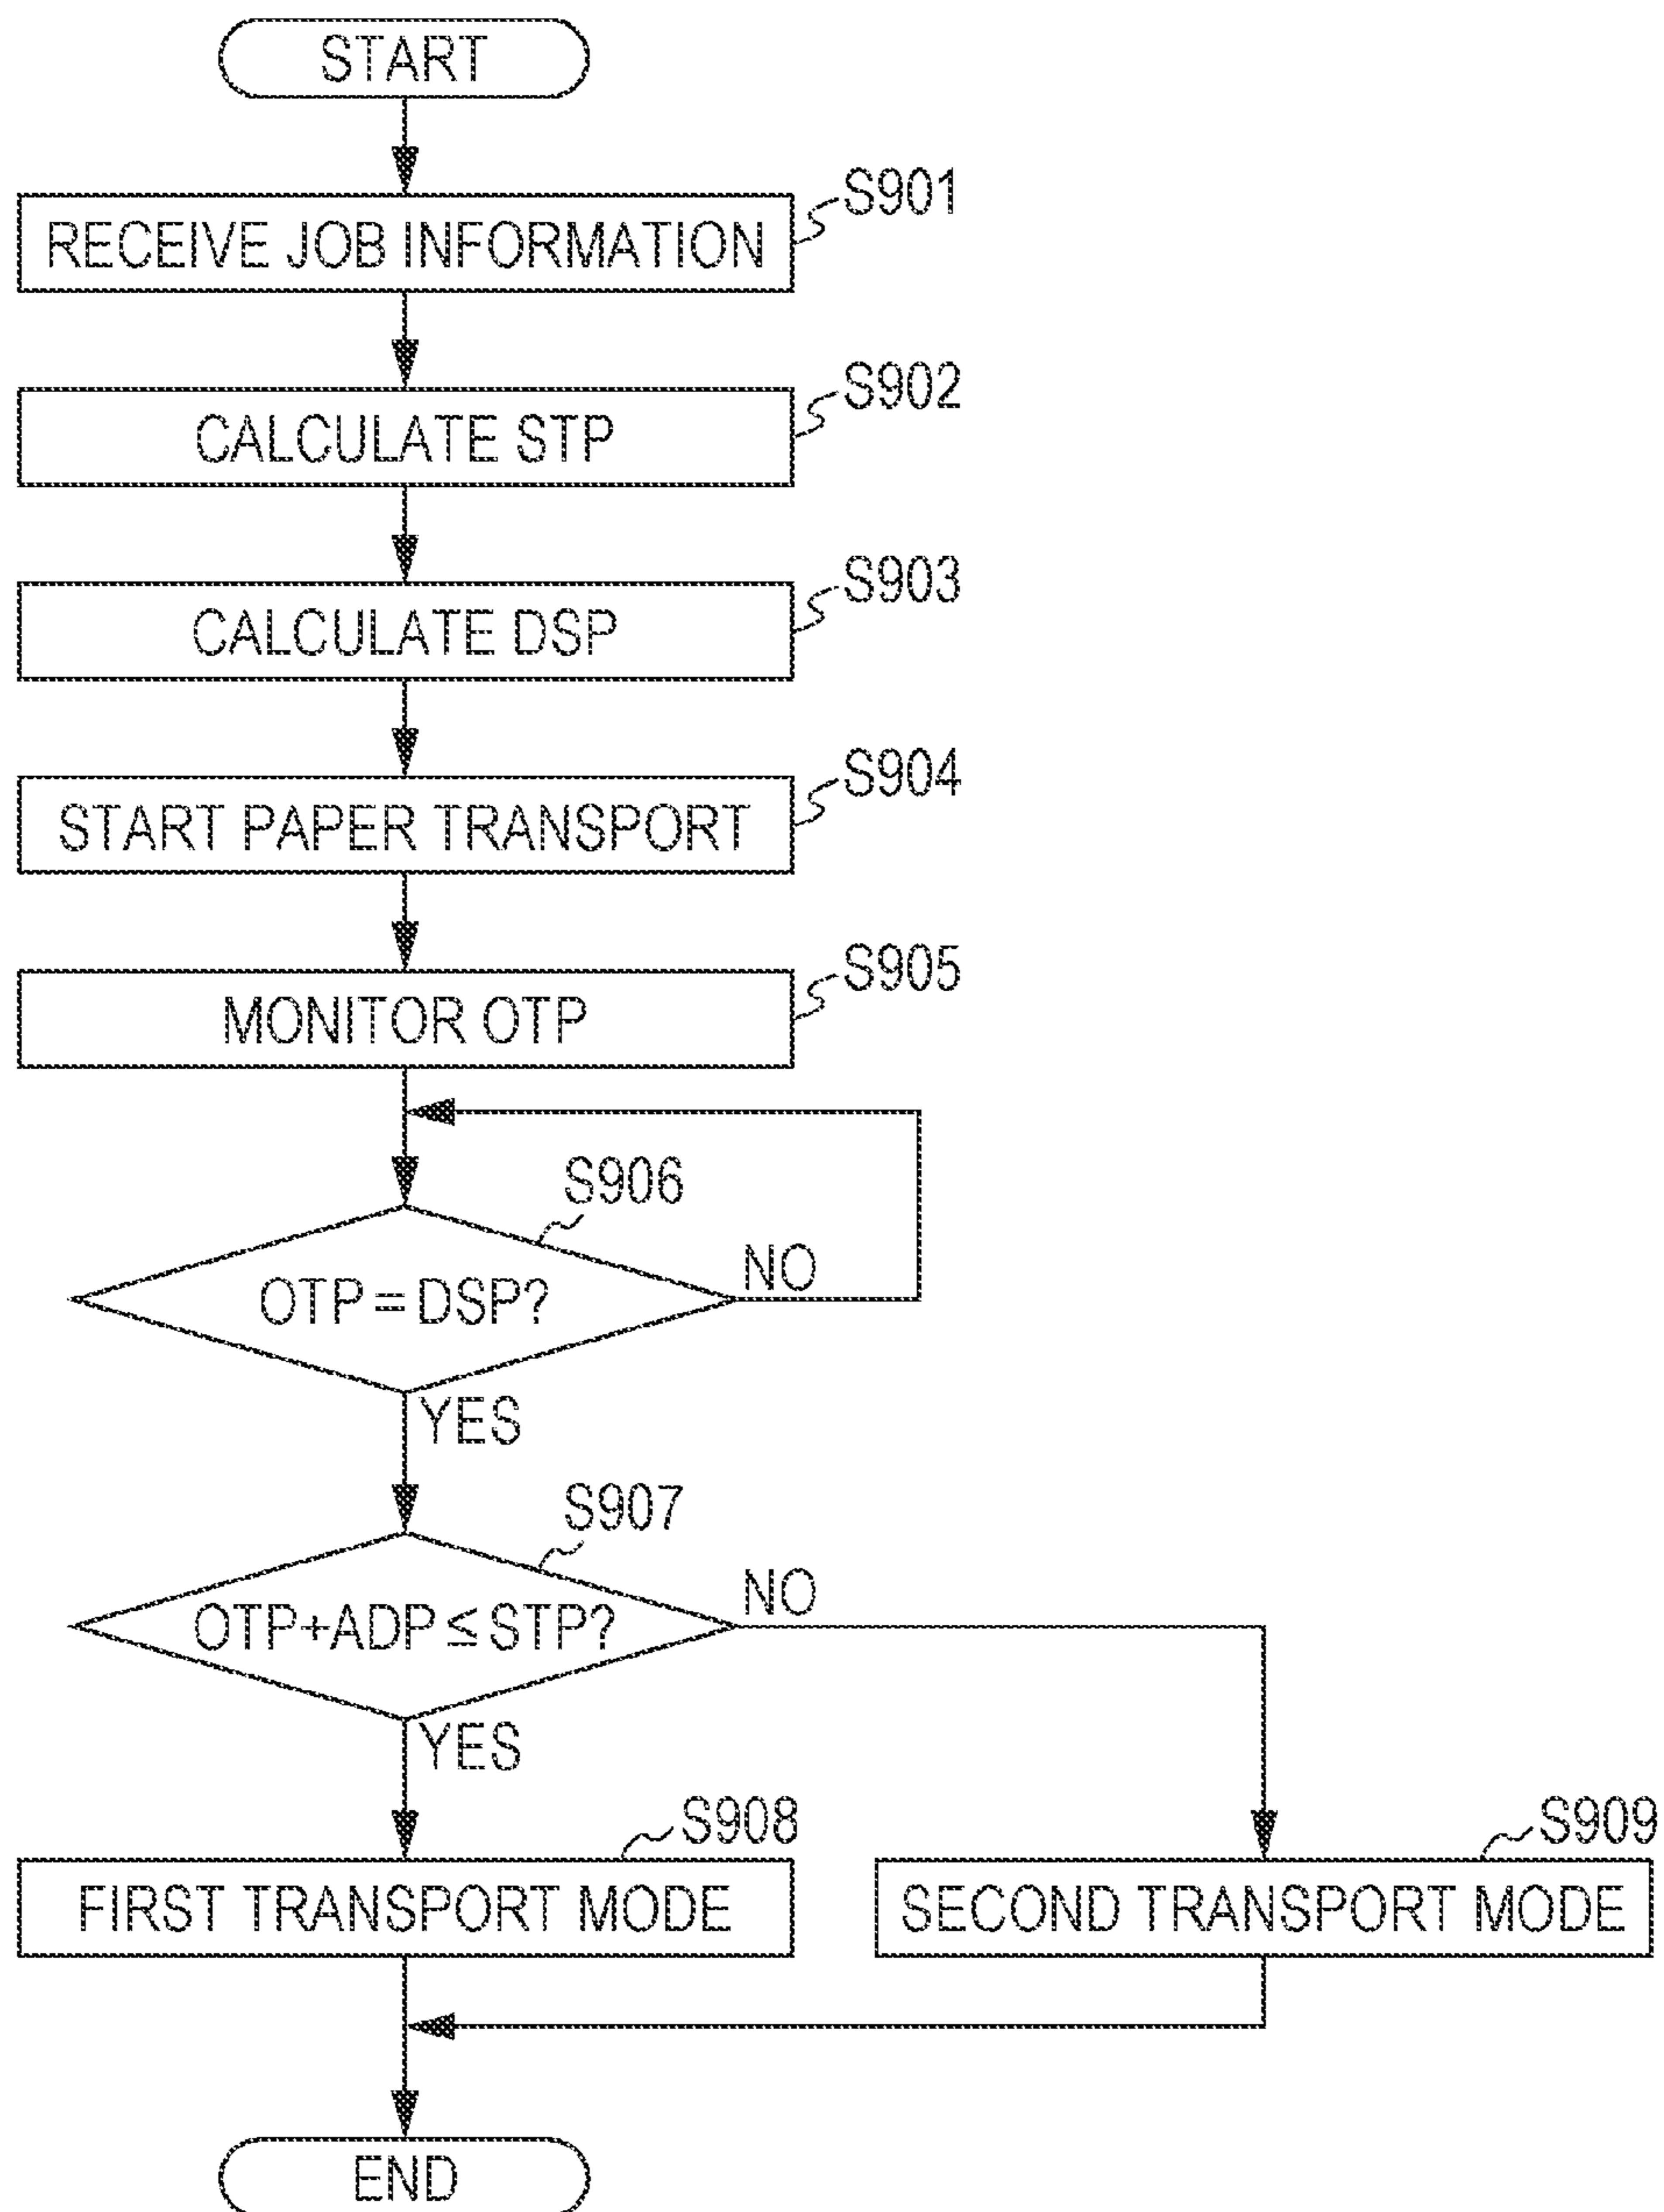 START
S901
RECEIVE JOB INFORMATION
S902
CALCULATE STP
S903
CALCULATE DSP
S904
START PAPER TRANSPORT
S905
MONITOR OTP
S906
OTP=DSP?
NO
YES
S907
OTP+ADP≤STP?
NO
YES
S908
FIRST TRANSPORT MODE
S909
SECOND TRANSPORT MODE
END